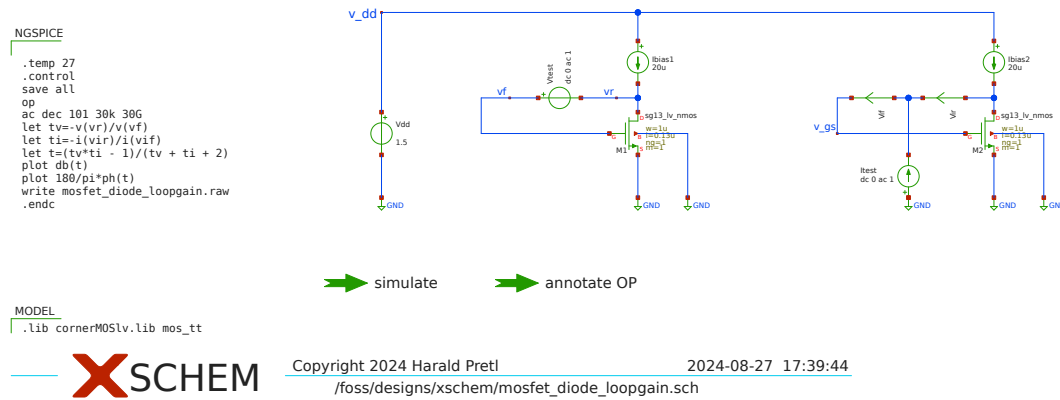 NGSPICE
.temp 27
.control
save all
op
ac dec 101 30k 30G
let tv=-v(vr)/v(vf)
let ti=-i(vir)/i(vif)
let t=(tv*ti - 1)/(tv + ti + 2)
plot db(t)
plot 180/pi*ph(t)
write mosfet_diode_loopgain.raw
.endc
v_dd
Vdd
1.5
GND
vf
Vtest
dc 0 ac 1
vr
Ibias1
20u
sg13_lv_nmos
D
G
B
S
w=1u
l=0.13u
ng=1
m=1
M1
GND
GND
v_gs
Vif
Vir
Itest
dc 0 ac 1
GND
Ibias2
20u
sg13_lv_nmos
D
G
B
S
w=1u
l=0.13u
ng=1
m=1
M2
GND
GN
simulate
annotate OP
MODEL
.lib cornerMOSlv.lib mos_tt
XSCHEM
Copyright 2024 Harald Pretl
2024-08-27 17:39:44
/foss/designs/xschem/mosfet_diode_loopgain.sch